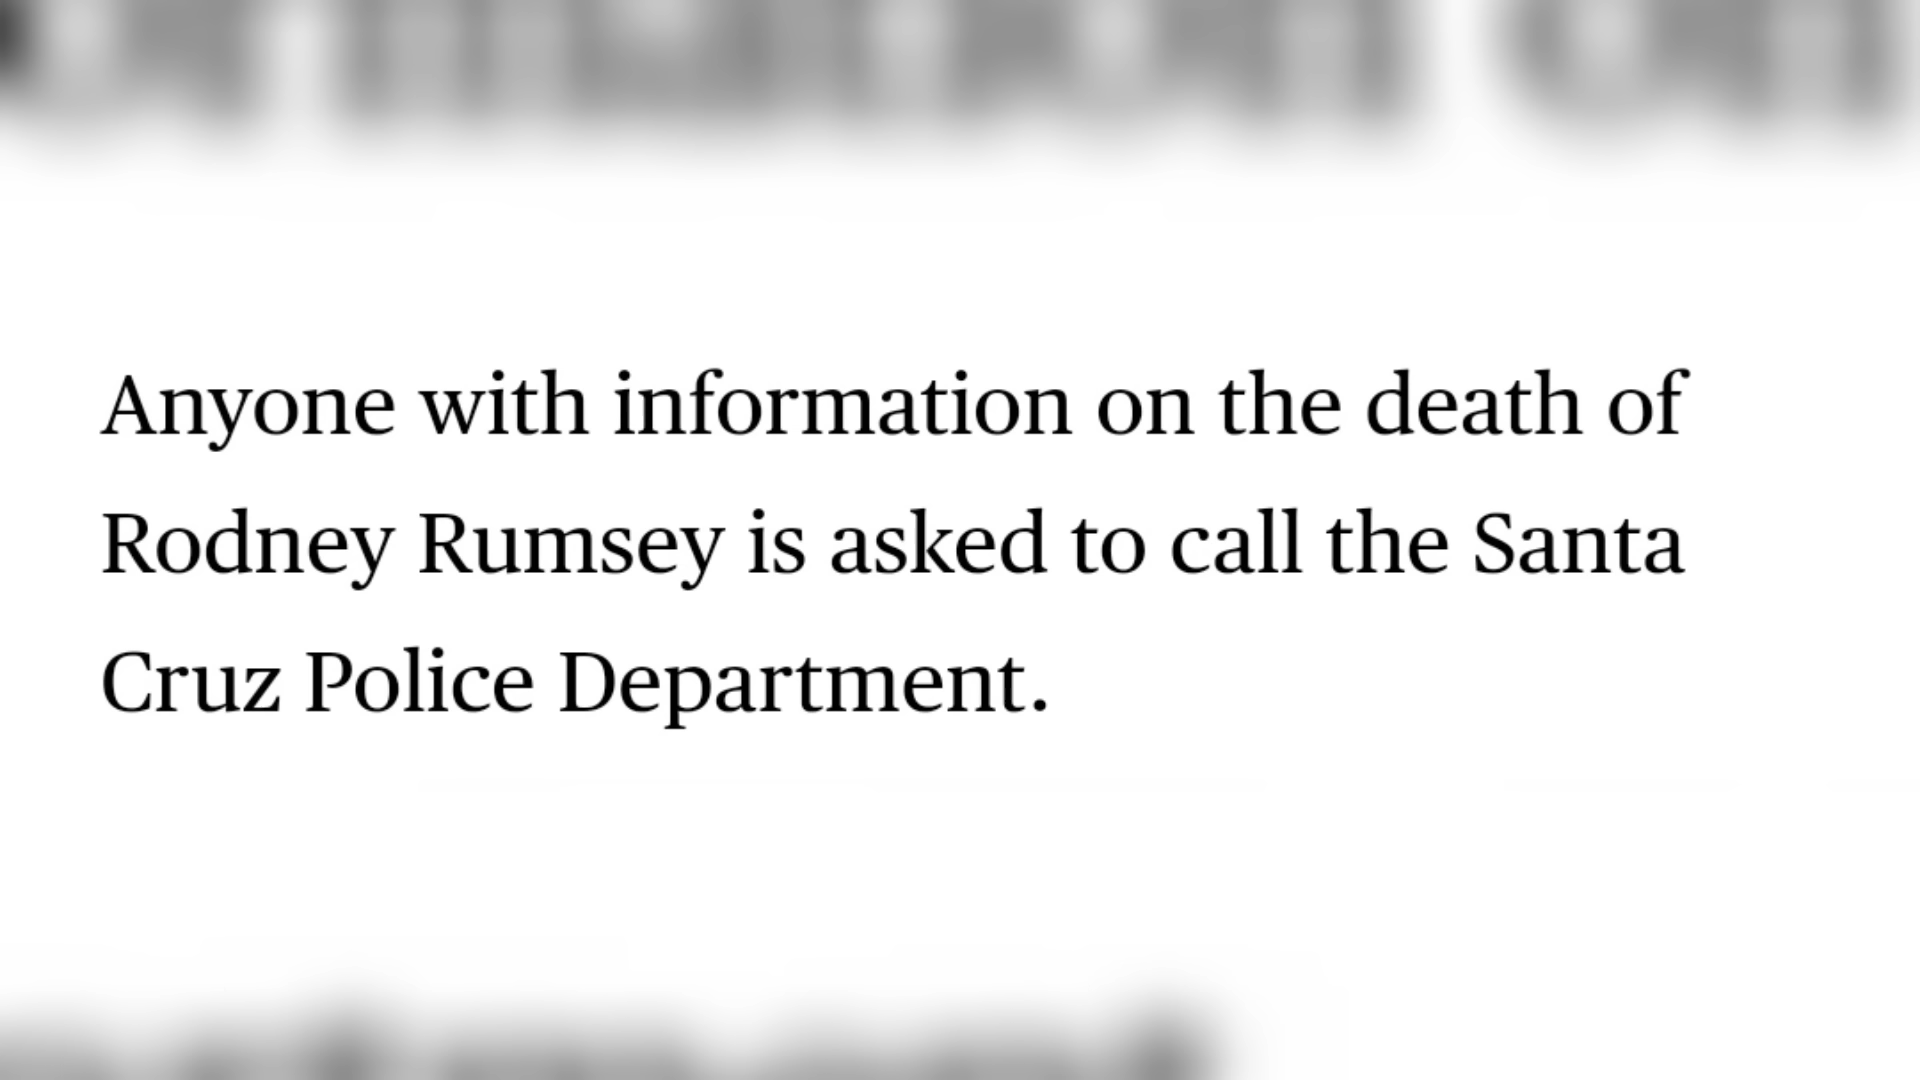 Anyone with information on the death of
Rodney Rumsey is asked to call the Santa
Cruz Police Department.